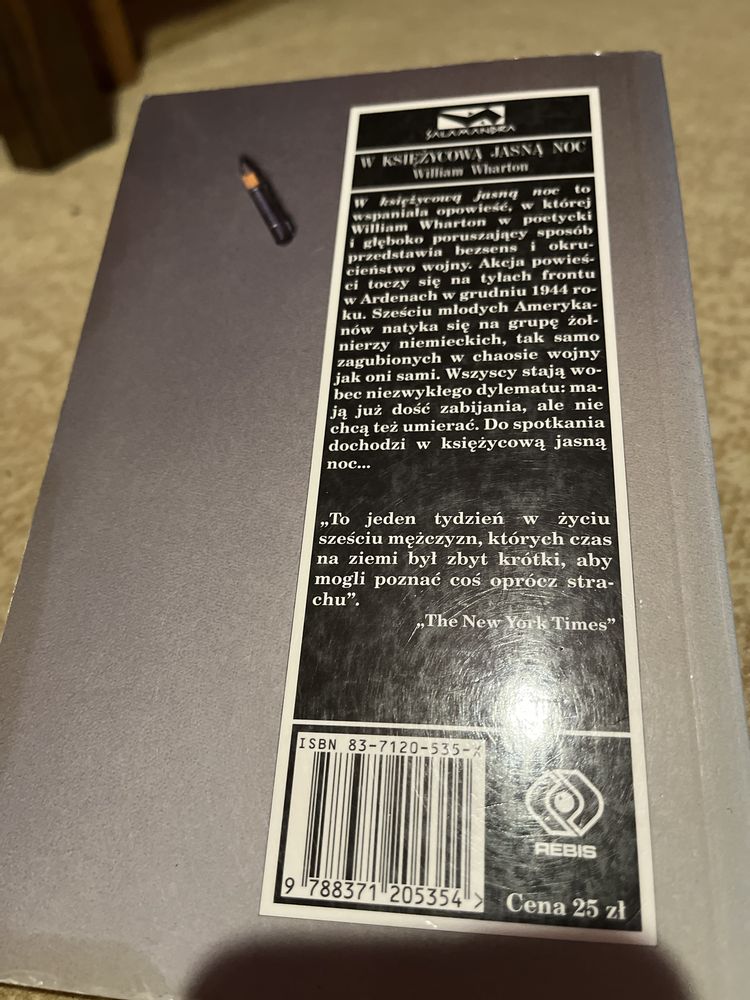 SALAMANDRA
W KSIĘŻYCOWĄ JASNĄ NOC
William Wharton
W księżycową jasną noc to
wspaniała opowieść, w której
William Wharton w poetycki
i głęboko poruszający sposób
przedstawia bezsens i okru-
cieństwo wojny. Akcja powieś-
ci toczy się na tyłach frontu
w Ardenach w grudniu 1944 ro-
ku. Sześciu młodych Ameryka-
nów natyka się na grupę żoł-
nierzy niemieckich, tak samo
zagubionych w chaosie wojny
jak oni sami. Wszyscy stają wo-
bec niezwykłego dylematu: ma-
ją już dość zabijania, ale nie
chcą też umierać. Do spotkania
dochodzi w księżycową jasną
noc...
„To jeden tydzień w życiu
sześciu mężczyzn, których czas
na ziemi był zbyt krótki, aby
mogli poznać coś oprócz stra-
chu”.
„The New York Times”
ISBN 83-7120-535-X
9 788371 205354 >
REBIS
Cena 25 zł